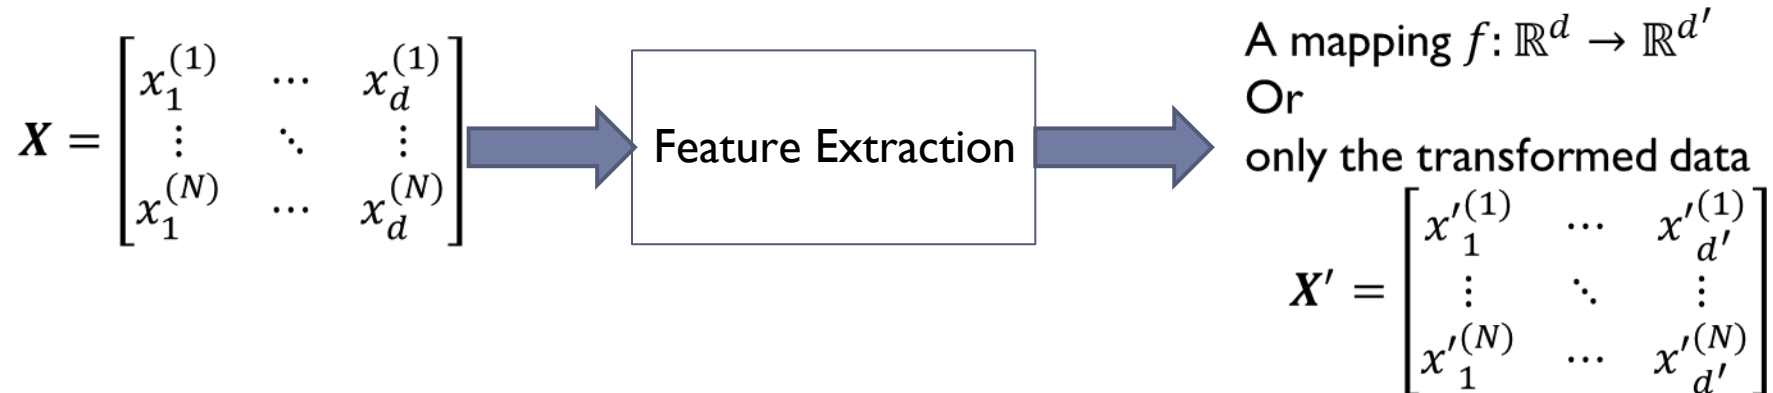 X = [x_1^(1) ⋯ x_d^(1)
⋮ ⋱ ⋮
x_1^(N) ⋯ x_d^(N)]
Feature Extraction
A mapping f: ℝ^d → ℝ^d′
Or
only the transformed data
X′ = [x′_1^(1) ⋯ x′_d′^(1)
⋮ ⋱ ⋮
x′_1^(N) ⋯ x′_d′^(N)]